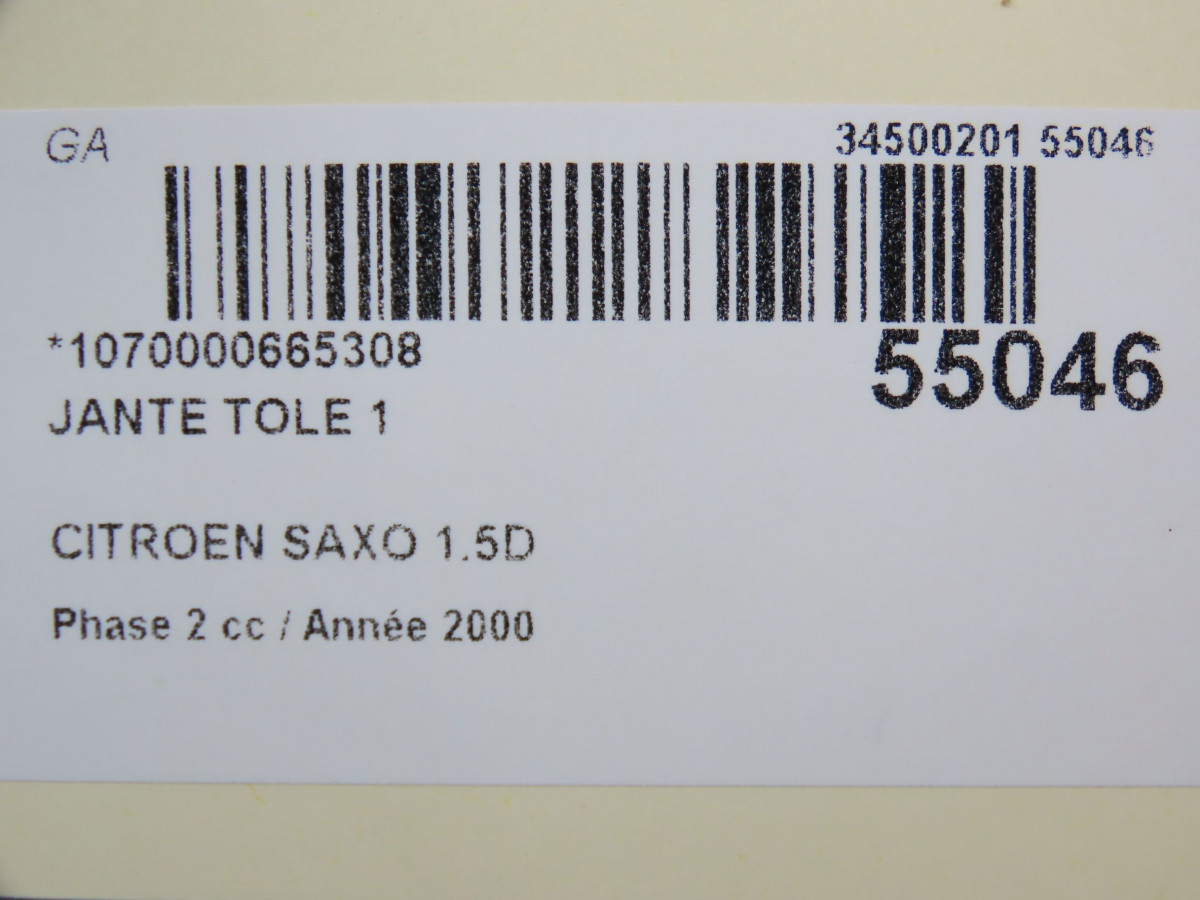 GA
34500201 55046
*1070000665308
55046
JANTE TOLE 1
CITROEN SAXO 1.5D
Phase 2 cc / Année 2000